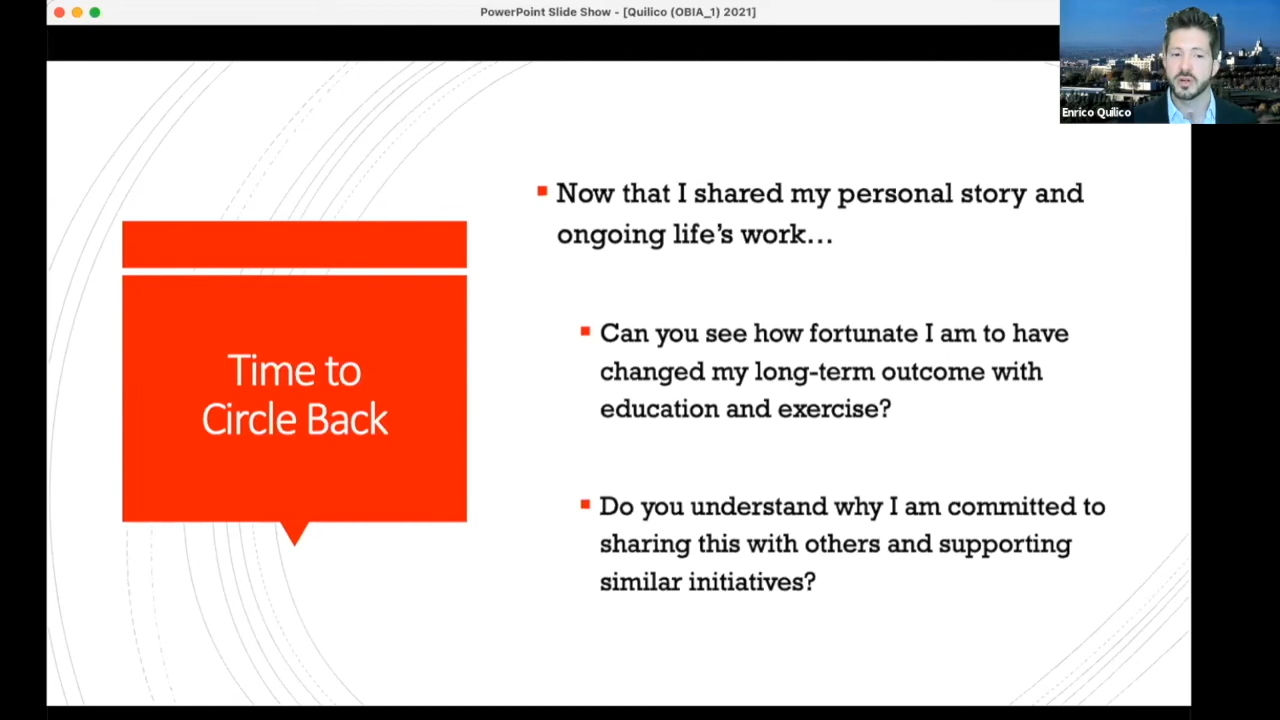 PowerPoint Slide Show - [Quilico (OBIA_1) 2021]
Enrico Quilico
Time to
Circle Back
Now that I shared my personal story and
ongoing life's work…
Can you see how fortunate I am to have
changed my long-term outcome with
education and exercise?
Do you understand why I am committed to
sharing this with others and supporting
similar initiatives?